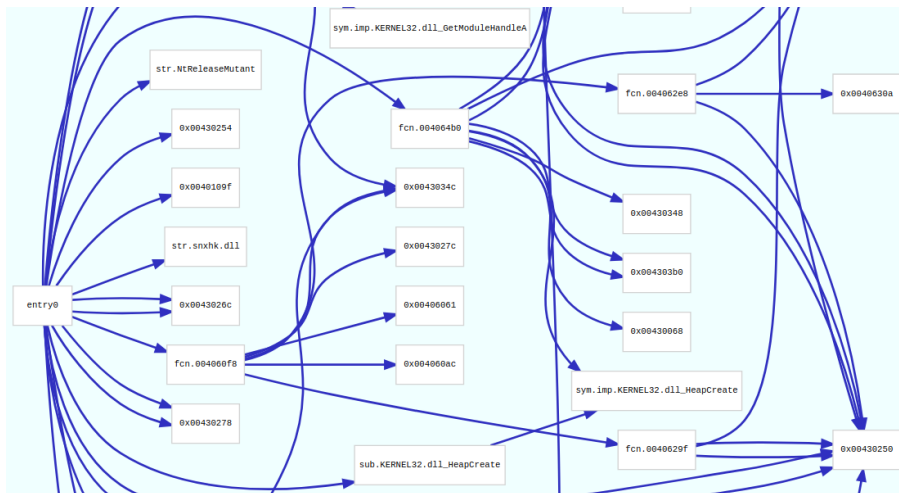 sym.imp.KERNEL32.dll_GetModuleHandleA
str.NtReleaseMutant
fcn.004062e8
0x0040630a
0x00430254
fcn.004064b0
0x0040109f
0x0043034c
0x00430348
str.snxhk.dll
0x0043027c
0x004303b0
entry0
0x0043026c
0x00406061
0x00430068
fcn.004060f8
0x004060ac
sym.imp.KERNEL32.dll_HeapCreate
0x00430278
sub.KERNEL32.dll_HeapCreate
fcn.0040629f
0x00430250